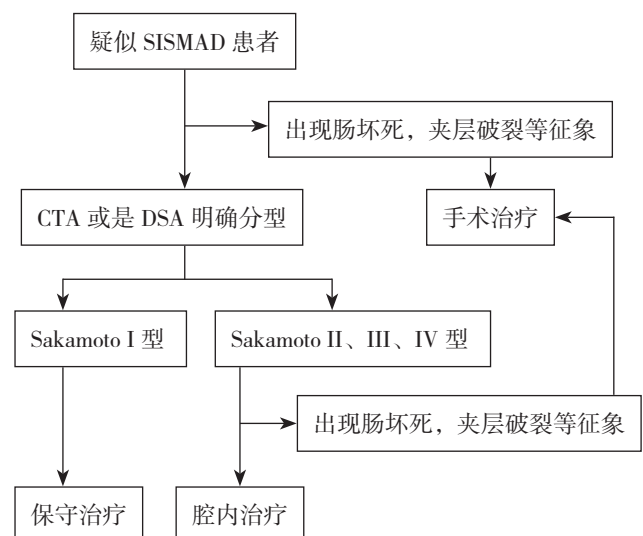 疑似 SISMAD 患者
出现肠坏死，夹层破裂等征象
CTA 或是 DSA 明确分型
手术治疗
Sakamoto I 型
Sakamoto II、III、IV 型
出现肠坏死，夹层破裂等征象
保守治疗
腔内治疗